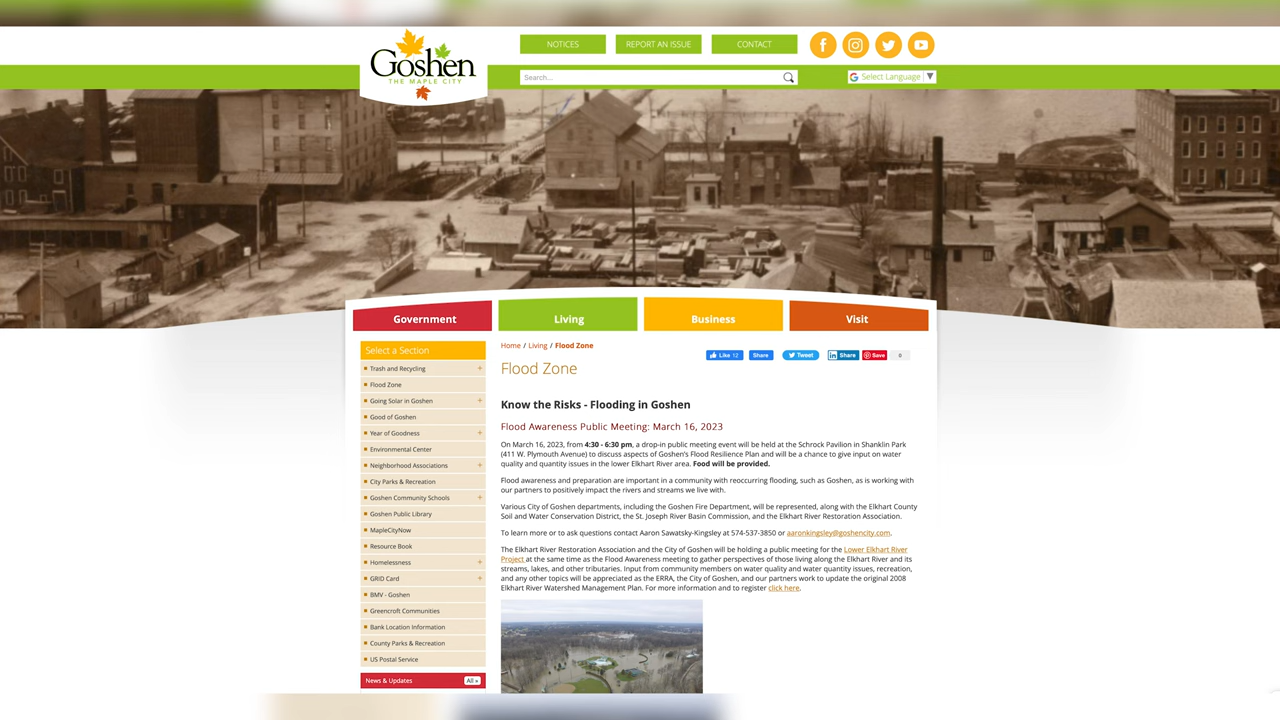 Goshen
THE MAPLE CITY
NOTICES
REPORT AN ISSUE
CONTACT
Search...
Select Language
Government
Living
Business
Visit
Select a Section
Trash and Recycling +
Flood Zone
Going Solar in Goshen +
Good of Goshen
Year of Goodness +
Environmental Center
Neighborhood Associations +
City Parks & Recreation
Goshen Community Schools +
Goshen Public Library
MapleCityNow
Resource Book
Homelessness +
GRID Card +
BMV - Goshen
Greencroft Communities
Bank Location Information
County Parks & Recreation
US Postal Service
News & Updates
All »
Home / Living / Flood Zone
Like 12
Share
Tweet
Share
Save
0
Flood Zone
Know the Risks - Flooding in Goshen
Flood Awareness Public Meeting: March 16, 2023
On March 16, 2023, from 4:30 - 6:30 pm, a drop-in public meeting event will be held at the Schrock Pavilion in Shanklin Park
(411 W. Plymouth Avenue) to discuss aspects of Goshen's Flood Resilience Plan and will be a chance to give input on water
quality and quantity issues in the lower Elkhart River area. Food will be provided.
Flood awareness and preparation are important in a community with reoccurring flooding, such as Goshen, as is working with
our partners to positively impact the rivers and streams we live with.
Various City of Goshen departments, including the Goshen Fire Department, will be represented, along with the Elkhart County
Soil and Water Conservation District, the St. Joseph River Basin Commission, and the Elkhart River Restoration Association.
To learn more or to ask questions contact Aaron Sawatsky-Kingsley at 574-537-3850 or aaronkingsley@goshencity.com.
The Elkhart River Restoration Association and the City of Goshen will be holding a public meeting for the Lower Elkhart River
Project at the same time as the Flood Awareness meeting to gather perspectives of those living along the Elkhart River and its
streams, lakes, and other tributaries. Input from community members on water quality and water quantity issues, recreation,
and any other topics will be appreciated as the ERRA, the City of Goshen, and our partners work to update the original 2008
Elkhart River Watershed Management Plan. For more information and to register click here.